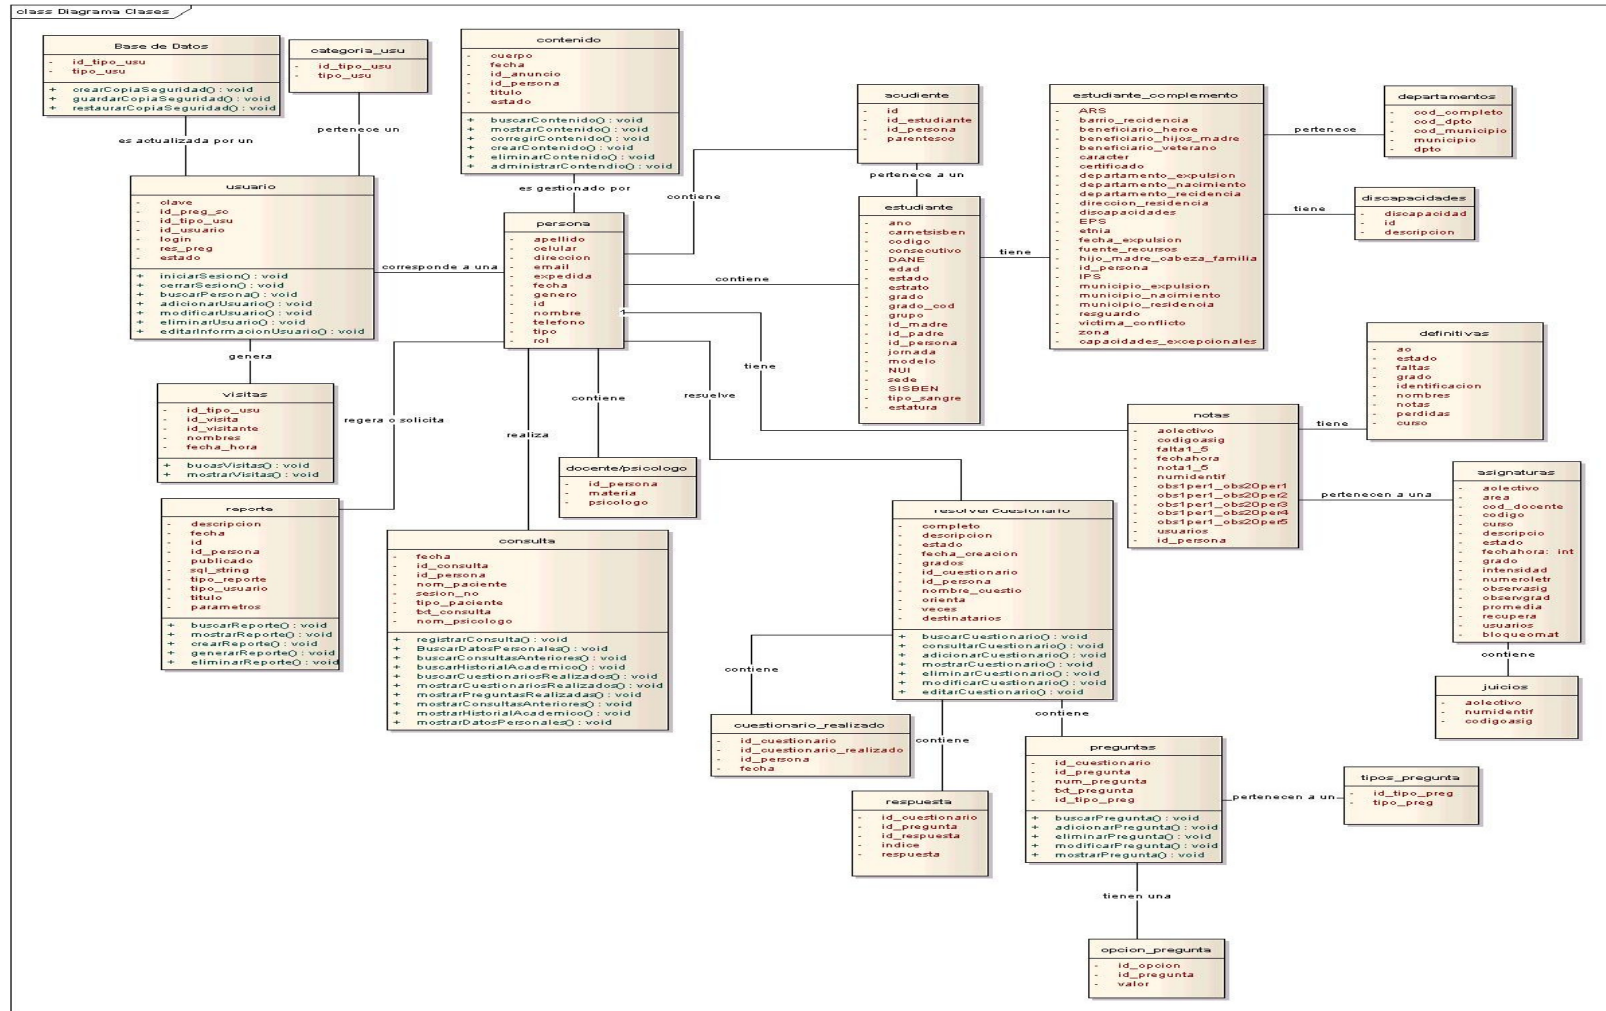 class Diagrama Clases
Base de Datos
- id_tipo_usu
- tipo_usu
+ crearCopiaSeguridad() : void
+ guardarCopiaSeguridad() : void
+ restaurarCopiaSeguridad() : void
categoria_usu
- id_tipo_usu
- tipo_usu
contenido
- cuerpo
- fecha
- id_anuncio
- id_persona
- titulo
- estado
+ buscarContenido() : void
+ mostrarContenido() : void
+ corregirContenido() : void
+ crearContenido() : void
+ eliminarContenido() : void
+ administrarContendio() : void
acudiente
- id
- id_estudiante
- id_persona
- parentesco
estudiante_complemento
- ARS
- barrio_residencia
- beneficiario_heroe
- beneficiario_hijos_madre
- beneficiario_veterano
- caracter
- certificado
- departamento_expulsion
- departamento_nacimiento
- departamento_recidencia
- direccion_residencia
- discapacidades
- EPS
- etnia
- fecha_expulsion
- fuente_recursos
- hijo_madre_cabeza_familia
- id_persona
- IPS
- municipio_expulsion
- municipio_nacimiento
- municipio_residencia
- resguardo
- victima_conflicto
- zona
- capacidades_excepcionales
pertenece
departamentos
- cod_completo
- cod_dpto
- cod_municipio
- municipio
- dpto
tiene
discapacidades
- discapacidad
- id
- descripcion
es actualizada por un
pertenece un
es gestionado por
contiene
pertenece a un
usuario
- clave
- id_preg_sc
- id_tipo_usu
- id_usuario
- login
- res_preg
- estado
+ iniciarSesion() : void
+ cerrarSesion() : void
+ buscarPersona() : void
+ adicionarUsuario() : void
+ modificarUsuario() : void
+ eliminarUsuario() : void
+ editarInformacionUsuario() : void
corresponde a una
persona
- apellido
- celular
- direccion
- email
- expedida
- fecha
- genero
- id
- nombre
- telefono
- tipo
- rol
1
contiene
estudiante
- ano
- carnetsisben
- codigo
- consecutivo
- DANE
- edad
- estado
- estrato
- grado
- grado_cod
- grupo
- id_madre
- id_padre
- id_persona
- jornada
- modelo
- NUI
- sede
- SISBEN
- tipo_sangre
- estatura
tiene
genera
visitas
- id_tipo_usu
- id_visita
- id_visitante
- nombres
- fecha_hora
+ bucasVisitas() : void
+ mostrarVisitas() : void
regera o solicita
realiza
contiene
resuelve
tiene
definitivas
- ao
- estado
- faltas
- grado
- identificacion
- nombres
- notas
- perdidas
- curso
notas
- aolectivo
- codigoasig
- falta1_5
- fechahora
- nota1_5
- numidentif
- obs1per1_obs20per1
- obs1per1_obs20per2
- obs1per1_obs20per3
- obs1per1_obs20per4
- obs1per1_obs20per5
- usuarios
- id_persona
tiene
pertenecen a una
asignaturas
- aolectivo
- area
- cod_docente
- codigo
- curso
- descripcio
- estado
- fechahora: int
- grado
- intensidad
- numeroletr
- observasig
- observgrad
- promedia
- recupera
- usuarios
- bloqueomat
contiene
juicios
- aolectivo
- numidentif
- codigoasig
reporte
- descripcion
- fecha
- id
- id_persona
- publicado
- sql_string
- tipo_reporte
- tipo_usuario
- titulo
- parametros
+ buscarReporte() : void
+ mostrarReporte() : void
+ crearReporte() : void
+ generarReporte() : void
+ eliminarReporte() : void
docente/psicologo
- id_persona
- materia
- psicologo
consulta
- fecha
- id_consulta
- id_persona
- nom_paciente
- sesion_no
- tipo_paciente
- txt_consulta
- nom_psicologo
+ registrarConsulta() : void
+ BuscarDatosPersonales() : void
+ buscarConsultasAnteriores() : void
+ buscarHistorialAcademico() : void
+ buscarCuestionariosRealizados() : void
+ mostrarCuestionariosRealizados() : void
+ mostrarPreguntasRealizadas() : void
+ mostrarConsultasAnteriores() : void
+ mostrarHistorialAcademico() : void
+ mostrarDatosPersonales() : void
resolverCuestionario
- completo
- descripcion
- estado
- fecha_creacion
- grados
- id_cuestionario
- id_persona
- nombre_cuestio
- orienta
- veces
- destinatarios
+ buscarCuestionario() : void
+ consultarCuestionario() : void
+ adicionarCuestionario() : void
+ mostrarCuestionario() : void
+ eliminarCuestionario() : void
+ modificarCuestionario() : void
+ editarCuestionario() : void
contiene
contiene
contiene
cuestionario_realizado
- id_cuestionario
- id_cuestionario_realizado
- id_persona
- fecha
respuesta
- id_cuestionario
- id_pregunta
- id_respuesta
- indice
- respuesta
preguntas
- id_cuestionario
- id_pregunta
- num_pregunta
- txt_pregunta
- id_tipo_preg
+ buscarPregunta() : void
+ adicionarPregunta() : void
+ eliminarPregunta() : void
+ modificarPregunta() : void
+ mostrarPregunta() : void
pertenecen a un
tipos_pregunta
- id_tipo_preg
- tipo_preg
tienen una
opcion_pregunta
- id_opcion
- id_pregunta
- valor